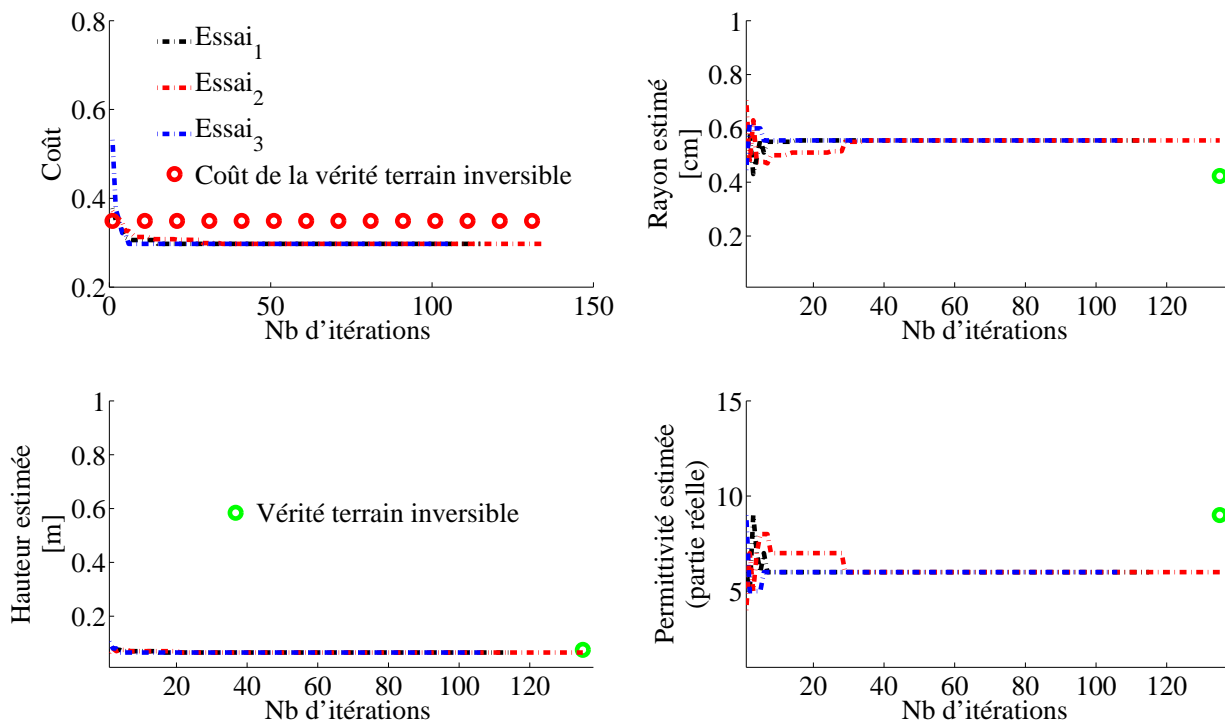 0.8
0.6
0.4
0.2
0
50
100
150
Coût
Nb d'itérations
Essai1
Essai2
Essai3
Coût de la vérité terrain inversible
1
0.8
0.6
0.4
0.2
20
40
60
80
100
120
Rayon estimé
[cm]
Nb d'itérations
1
0.8
0.6
0.4
0.2
20
40
60
80
100
120
Hauteur estimée
[m]
Nb d'itérations
Vérité terrain inversible
15
10
5
20
40
60
80
100
120
Permittivité estimée
(partie réelle)
Nb d'itérations